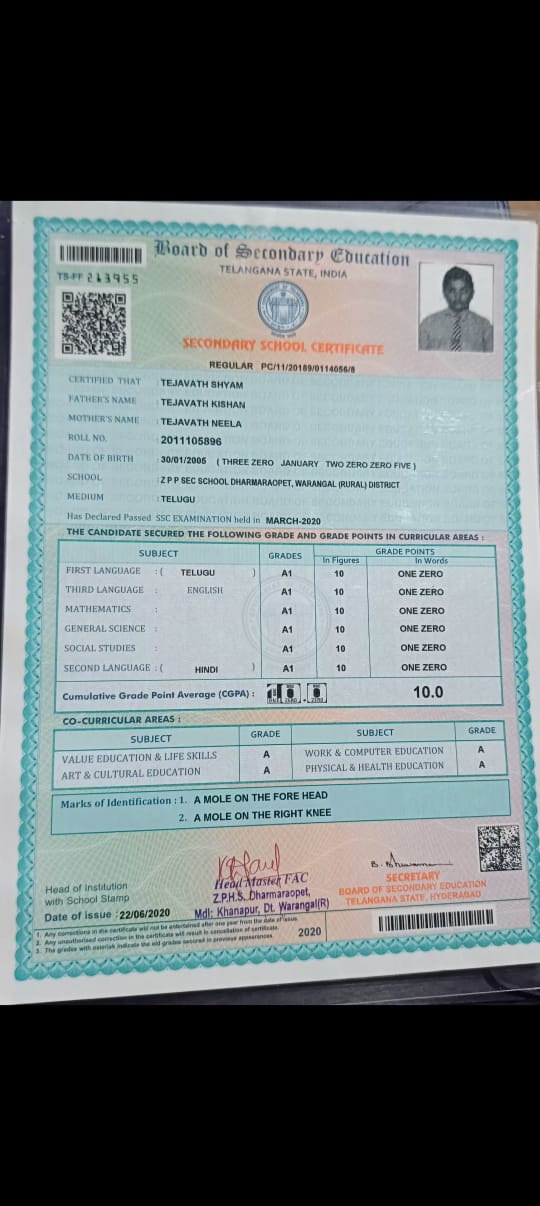 Board of Secondary Education
TS-FF 213955
TELANGANA STATE, INDIA
SECONDARY SCHOOL CERTIFICATE
REGULAR PC/11/20189/0114056/8
CERTIFIED THAT : TEJAVATH SHYAM
FATHER'S NAME : TEJAVATH KISHAN
MOTHER'S NAME : TEJAVATH NEELA
ROLL NO. : 2011105896
DATE OF BIRTH : 30/01/2005 ( THREE ZERO JANUARY TWO ZERO ZERO FIVE )
SCHOOL : Z P P SEC SCHOOL DHARMARAOPET, WARANGAL (RURAL) DISTRICT
MEDIUM : TELUGU
Has Declared Passed SSC EXAMINATION held in MARCH-2020
THE CANDIDATE SECURED THE FOLLOWING GRADE AND GRADE POINTS IN CURRICULAR AREAS :
SUBJECT GRADES GRADE POINTS
In Figures In Words
FIRST LANGUAGE : ( TELUGU ) A1 10 ONE ZERO
THIRD LANGUAGE : ENGLISH A1 10 ONE ZERO
MATHEMATICS : A1 10 ONE ZERO
GENERAL SCIENCE : A1 10 ONE ZERO
SOCIAL STUDIES : A1 10 ONE ZERO
SECOND LANGUAGE : ( HINDI ) A1 10 ONE ZERO
Cumulative Grade Point Average (CGPA) : 1 0 . 0 10.0
ONE ZERO ZERO
CO-CURRICULAR AREAS :
SUBJECT GRADE SUBJECT GRADE
VALUE EDUCATION & LIFE SKILLS A WORK & COMPUTER EDUCATION A
ART & CULTURAL EDUCATION A PHYSICAL & HEALTH EDUCATION A
Marks of Identification : 1. A MOLE ON THE FORE HEAD
2. A MOLE ON THE RIGHT KNEE
Head of Institution
with School Stamp
Head Master FAC
Z.P.H.S. Dharmaraopet,
Mdl: Khanapur, Dt. Warangal(R)
SECRETARY
BOARD OF SECONDARY EDUCATION
TELANGANA STATE, HYDERABAD
Date of issue : 22/06/2020
1. Any corrections in the certificate will not be entertained after one year from the date of issue.
2. Any unauthorised correction in the certificate will result in cancellation of certificate.
3. The grades with asterisk indicate the old grades secured in previous appearances.
2020